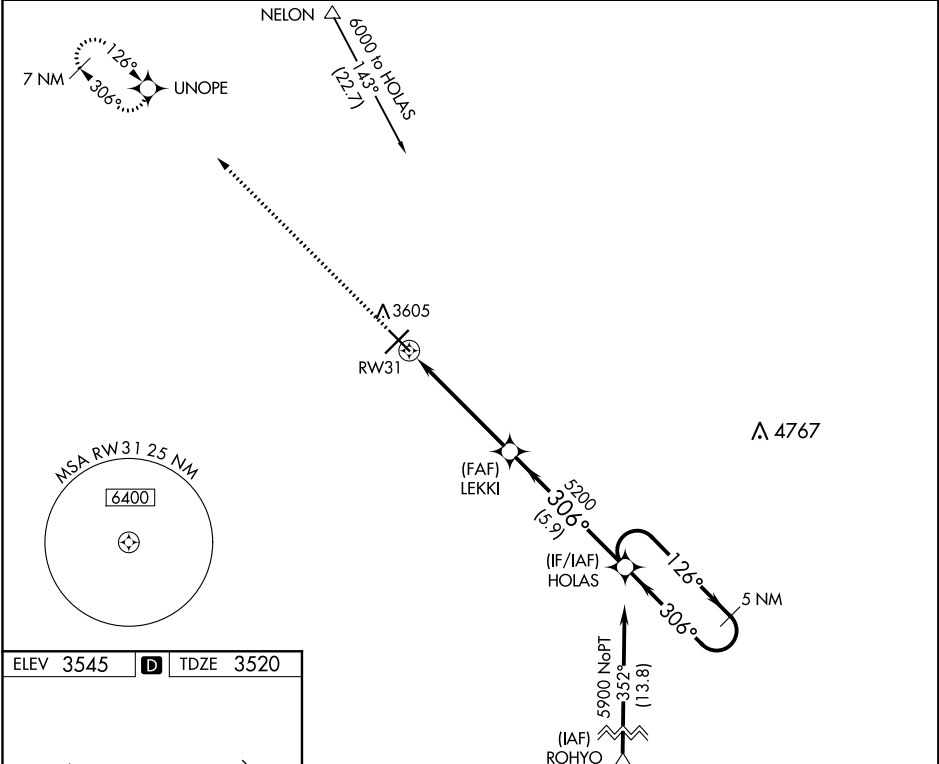 NELON
6000 to HOLAS
143°
(22.7)
126°
7 NM
306°
UNOPE
3605
RW31
4767
MSA RW31 25 NM
6400
(FAF)
LEKKI
5200
306°
(5.9)
(IF/IAF)
HOLAS
126°
306°
5 NM
5900 NoPT
352°
(13.8)
(IAF)
ROHYO
ELEV 3545 D TDZE 3520